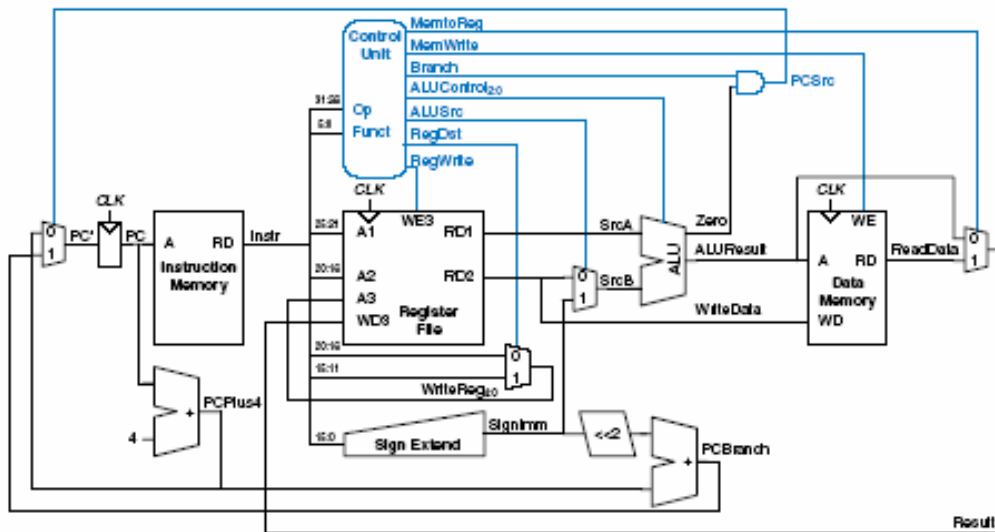 MemtoReg
Control
Unit
MemWrite
Branch
PCSrc
ALUControl2:0
31:26
Op
ALUSrc
5:0
Funct
RegDst
RegWrite
CLK
CLK
CLK
0
1
PC'
PC
A
RD
Instruction
Memory
Instr
25:21
A1
WE3
RD1
SrcA
Zero
WE
20:16
A2
RD2
0
1
SrcB
ALU
ALUResult
A
RD
ReadData
0
1
A3
Register
File
WD3
Data
Memory
WriteData
WD
20:16
0
15:11
1
WriteReg4:0
PCPlus4
+
4
SignImm
15:0
Sign Extend
<<2
+
PCBranch
Result